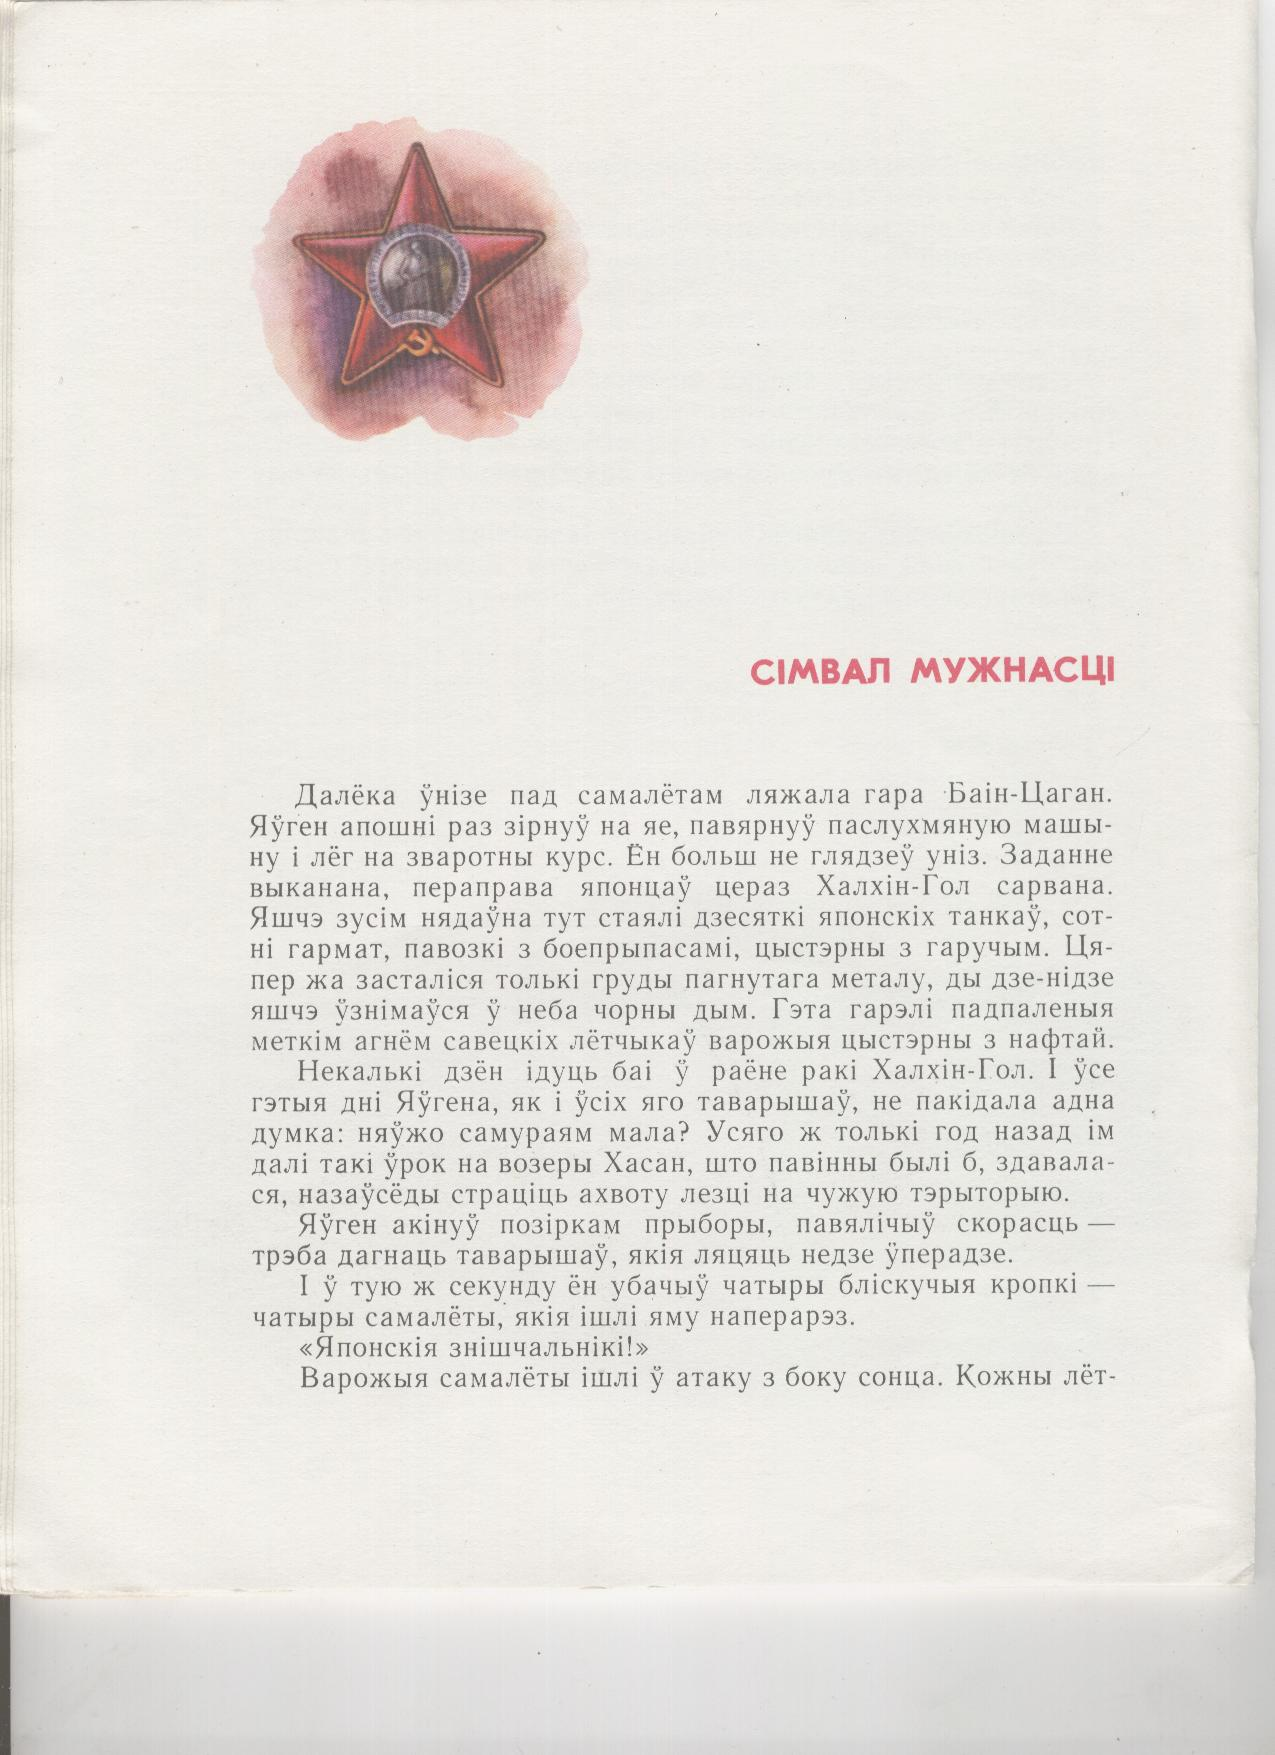 СІМВАЛ МУЖНАСЦІ
Далёка ўнізе пад самалётам ляжала гара Баін-Цаган.
Яўген апошні раз зірнуў на яе, павярнуў паслухмяную машы-
ну і лёг на зваротны курс. Ён больш не глядзеў уніз. Заданне
выканана, пераправа японцаў цераз Халхін-Гол сарвана.
Яшчэ зусім нядаўна тут стаялі дзесяткі японскіх танкаў, сот-
ні гармат, павозкі з боепрыпасамі, цыстэрны з гаручым. Ця-
пер жа засталіся толькі груды пагнутага металу, ды дзе-нідзе
яшчэ ўзнімаўся ў неба чорны дым. Гэта гарэлі падпаленыя
меткім агнём савецкіх лётчыкаў варожыя цыстэрны з нафтай.
Некалькі дзён ідуць баі ў раёне ракі Халхін-Гол. І ўсе
гэтыя дні Яўгена, як і ўсіх яго таварышаў, не пакідала адна
думка: няўжо самураям мала? Усяго ж толькі год назад ім
далі такі ўрок на возеры Хасан, што павінны былі б, здавала-
ся, назаўсёды страціць ахвоту лезці на чужую тэрыторыю.
Яўген акінуў позіркам прыборы, павялічыў скорасць —
трэба дагнаць таварышаў, якія ляцяць недзе ўперадзе.
І ў тую ж секунду ён убачыў чатыры бліскучыя кропкі —
чатыры самалёты, якія ішлі яму наперарэз.
«Японскія знішчальнікі!»
Варожыя самалёты ішлі ў атаку з боку сонца. Кожны лёт-